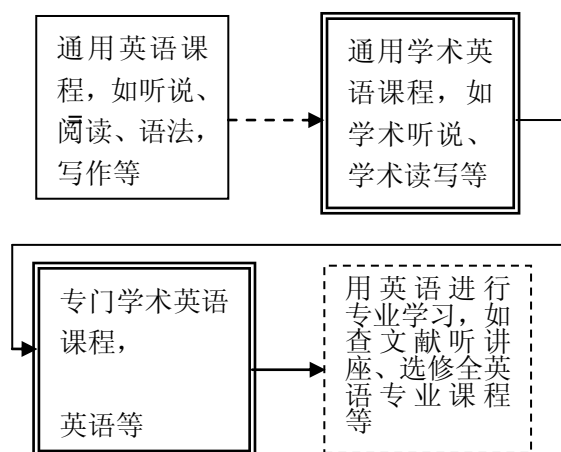 通用英语课
程，如听说、
阅读、语法，
写作等
通用学术英
语课程，如
学术听说、
学术读写等
专门学术英语
课程，
英语等
用英语进行
专业学习，如
查文献听讲
座、选修全英
语专业课程
等